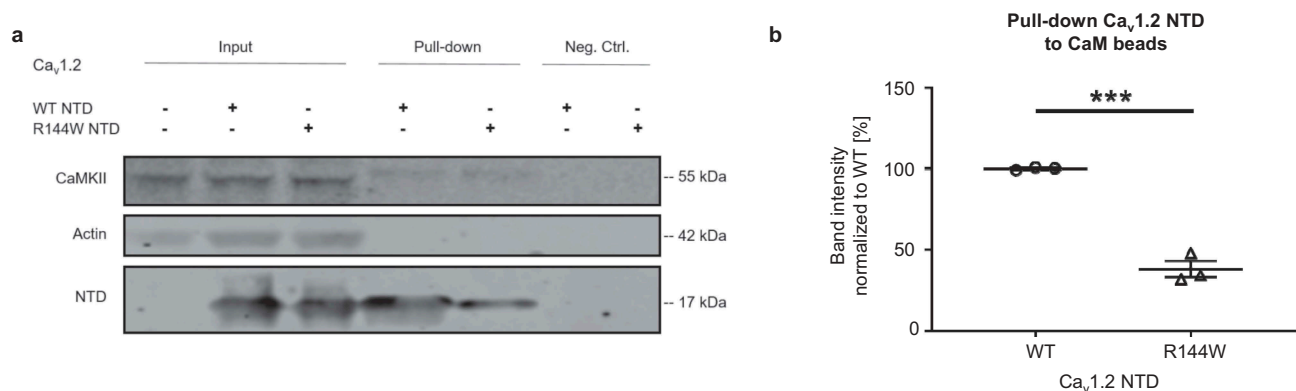 a
Input Pull-down Neg. Ctrl.
Cav1.2
WT NTD - + - + - + -
R144W NTD - - + - + - +
CaMKII -- 55 kDa
Actin -- 42 kDa
NTD -- 17 kDa
b
Pull-down Cav1.2 NTD
to CaM beads
Band intensity
normalized to WT [%]
150
100
50
0
***
WT R144W
Cav1.2 NTD